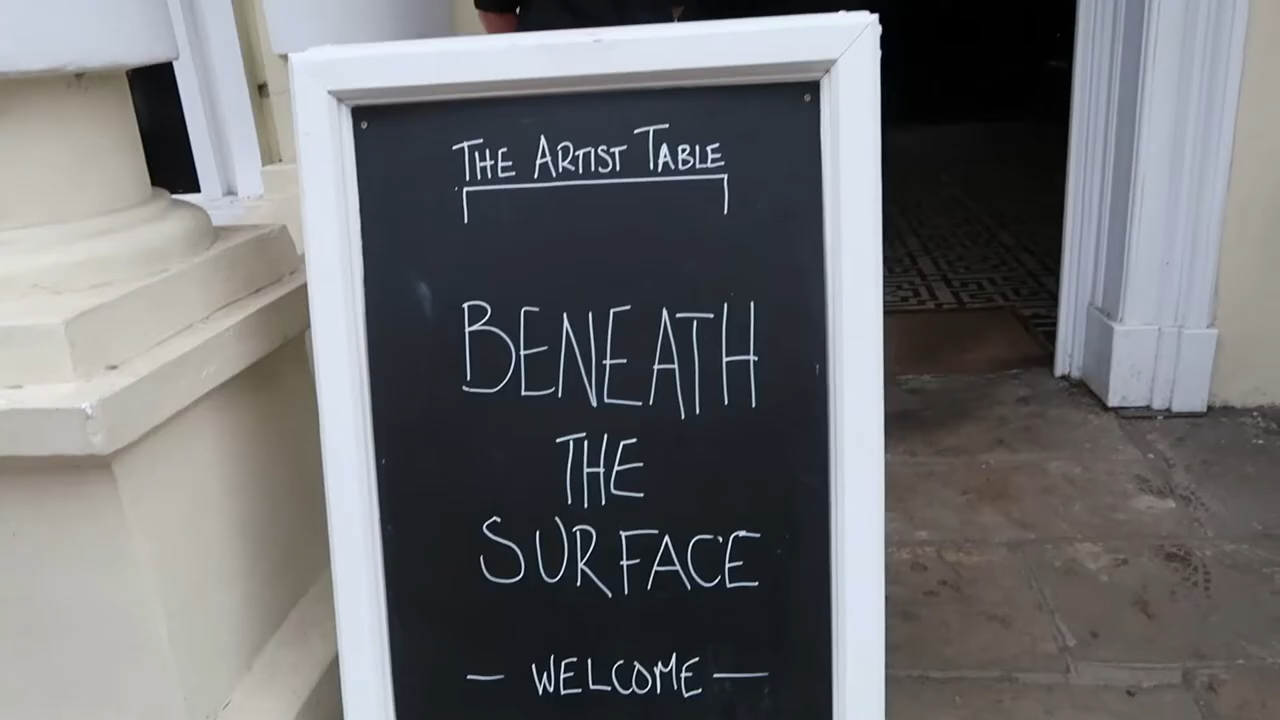 THE ARTIST TABLE
BENEATH
THE
SURFACE
— WELCOME —